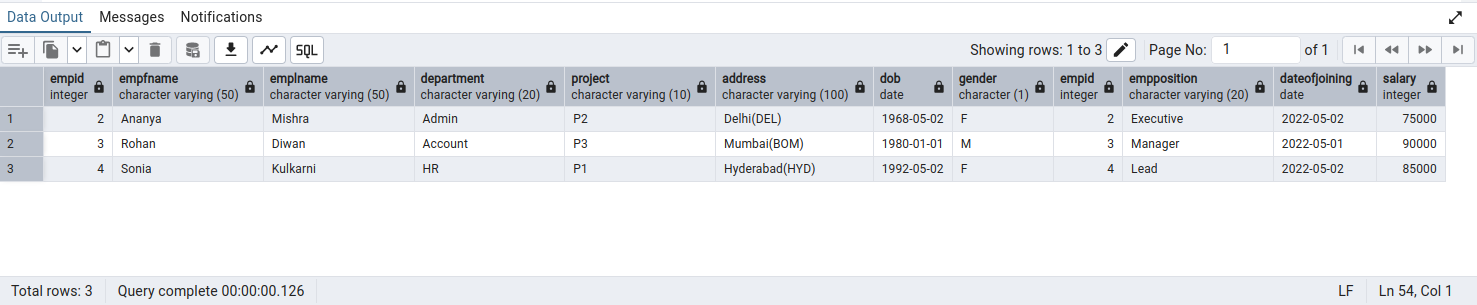 Data Output Messages Notifications
SQL Showing rows: 1 to 3 Page No: 1 of 1
empid empfname emplname department project address dob gender empid empposition dateofjoining salary
integer character varying (50) character varying (50) character varying (20) character varying (10) character varying (100) date character (1) integer character varying (20) date integer
1 2 Ananya Mishra Admin P2 Delhi(DEL) 1968-05-02 F 2 Executive 2022-05-02 75000
2 3 Rohan Diwan Account P3 Mumbai(BOM) 1980-01-01 M 3 Manager 2022-05-01 90000
3 4 Sonia Kulkarni HR P1 Hyderabad(HYD) 1992-05-02 F 4 Lead 2022-05-02 85000
Total rows: 3 Query complete 00:00:00.126 LF Ln 54, Col 1